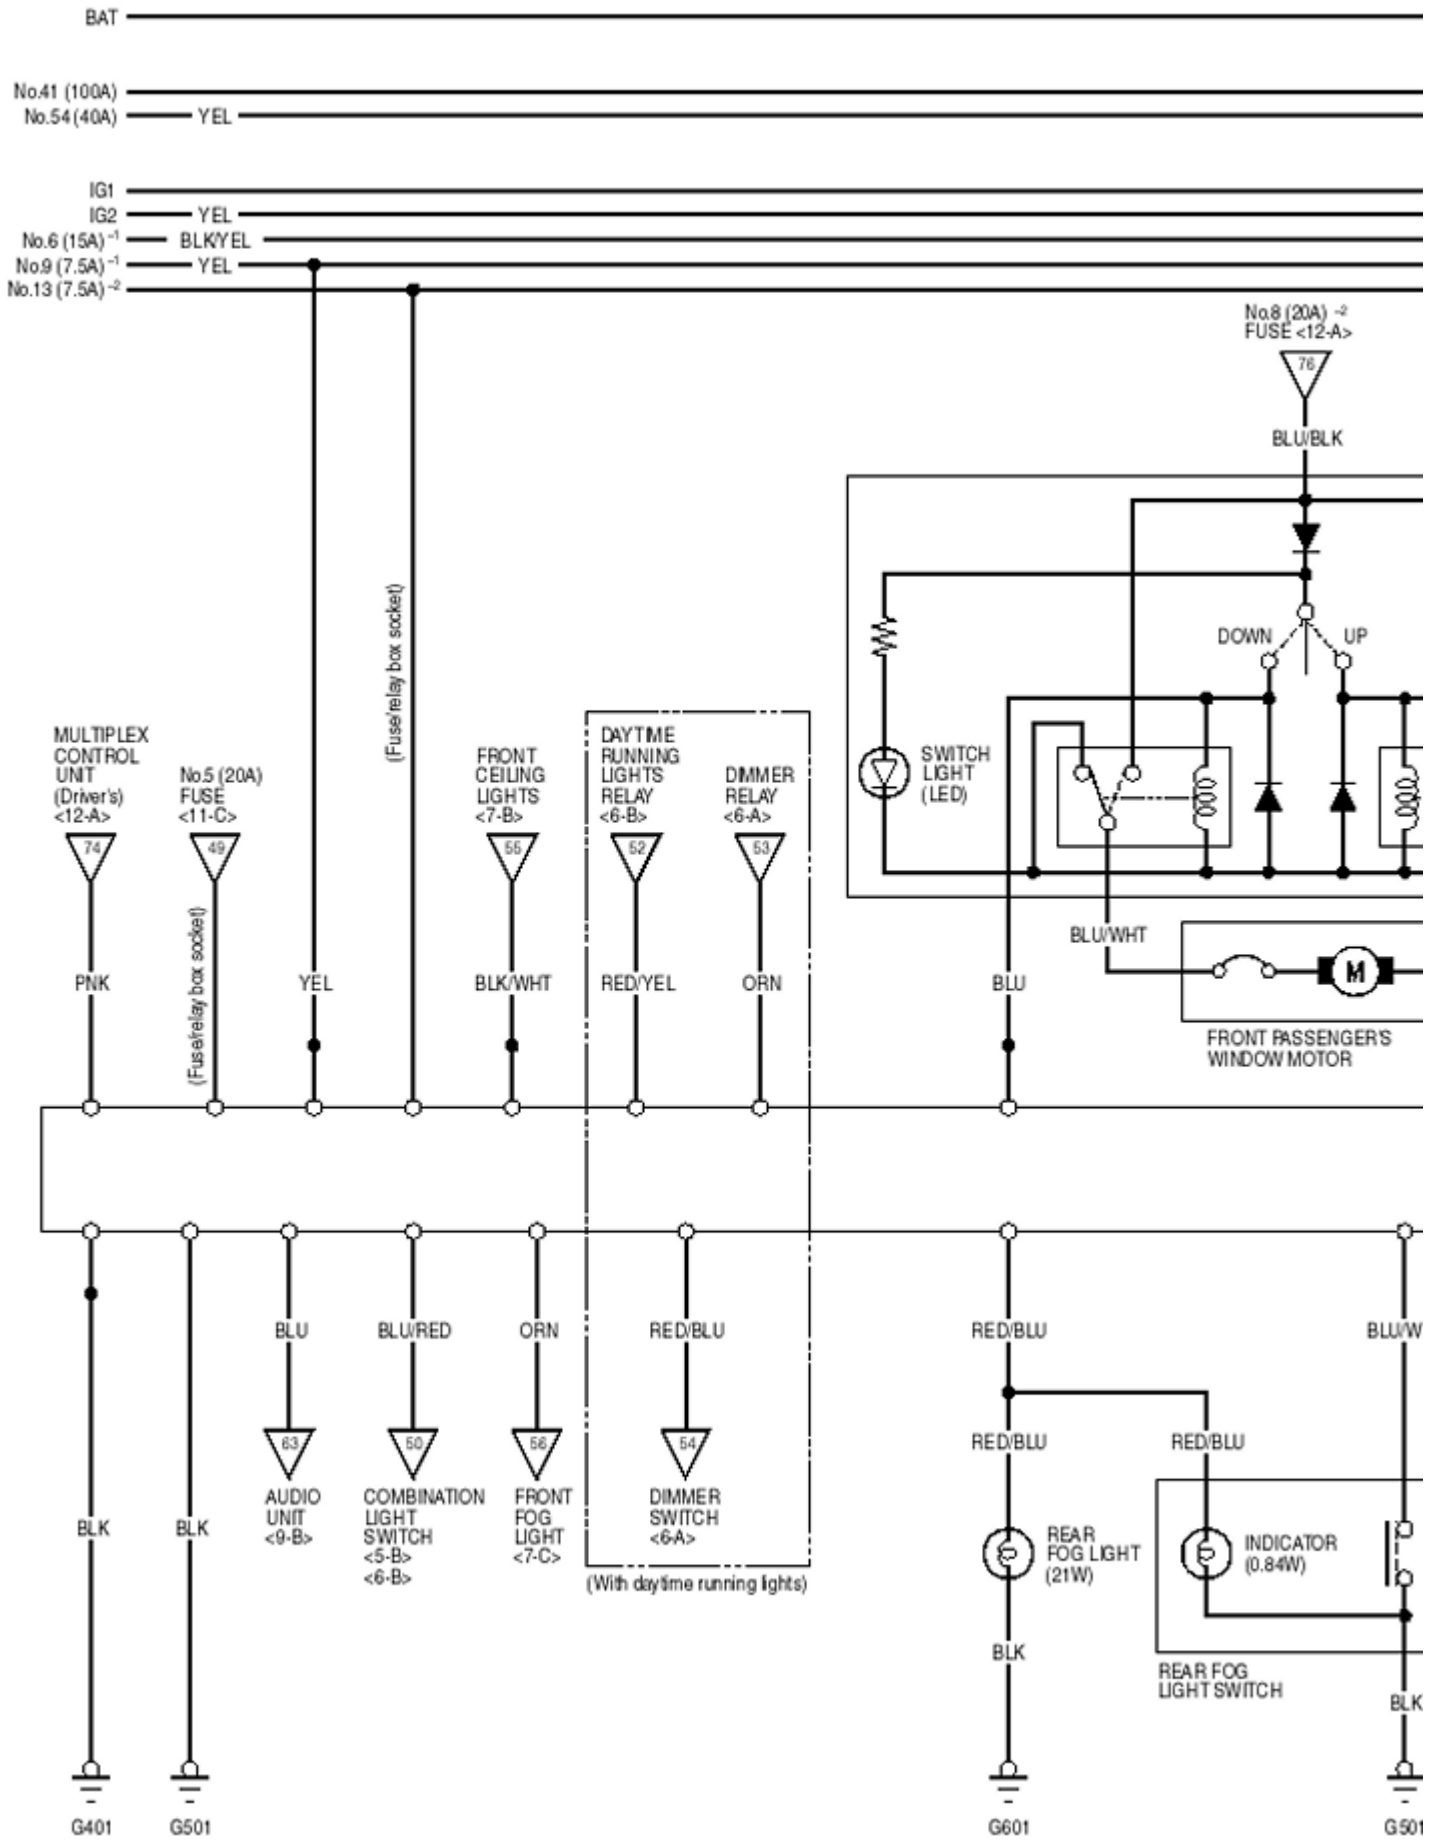 BAT
No.41 (100A)
No.54 (40A) YEL
IG1
IG2 YEL
No.6 (15A) -1 BLK/YEL
No.9 (7.5A) -1 YEL
No.13 (7.5A) -2
No.8 (20A) -2
FUSE <12-A>
76
BLU/BLK
DOWN UP
(Fuse/relay box socket)
SWITCH
LIGHT
(LED)
MULTIPLEX
CONTROL
UNIT
(Driver's)
<12-A>
74
No.5 (20A)
FUSE
<11-C>
49
FRONT
CEILING
LIGHTS
<7-B>
55
DAYTIME
RUNNING
LIGHTS
RELAY
<6-B>
52
DIMMER
RELAY
<6-A>
53
(Fuse/relay box socket)
BLU/WHT
M
FRONT PASSENGER'S
WINDOW MOTOR
PNK YEL BLK/WHT RED/YEL ORN BLU
BLU BLU/RED ORN RED/BLU RED/BLU BLU/W
RED/BLU RED/BLU
63
AUDIO
UNIT
<9-B>
50
COMBINATION
LIGHT
SWITCH
<5-B>
<6-B>
56
FRONT
FOG
LIGHT
<7-C>
54
DIMMER
SWITCH
<6-A>
(With daytime running lights)
BLK BLK
REAR
FOG LIGHT
(21W)
INDICATOR
(0.84W)
BLK
REAR FOG
LIGHT SWITCH
BLK
G401 G501 G601 G501